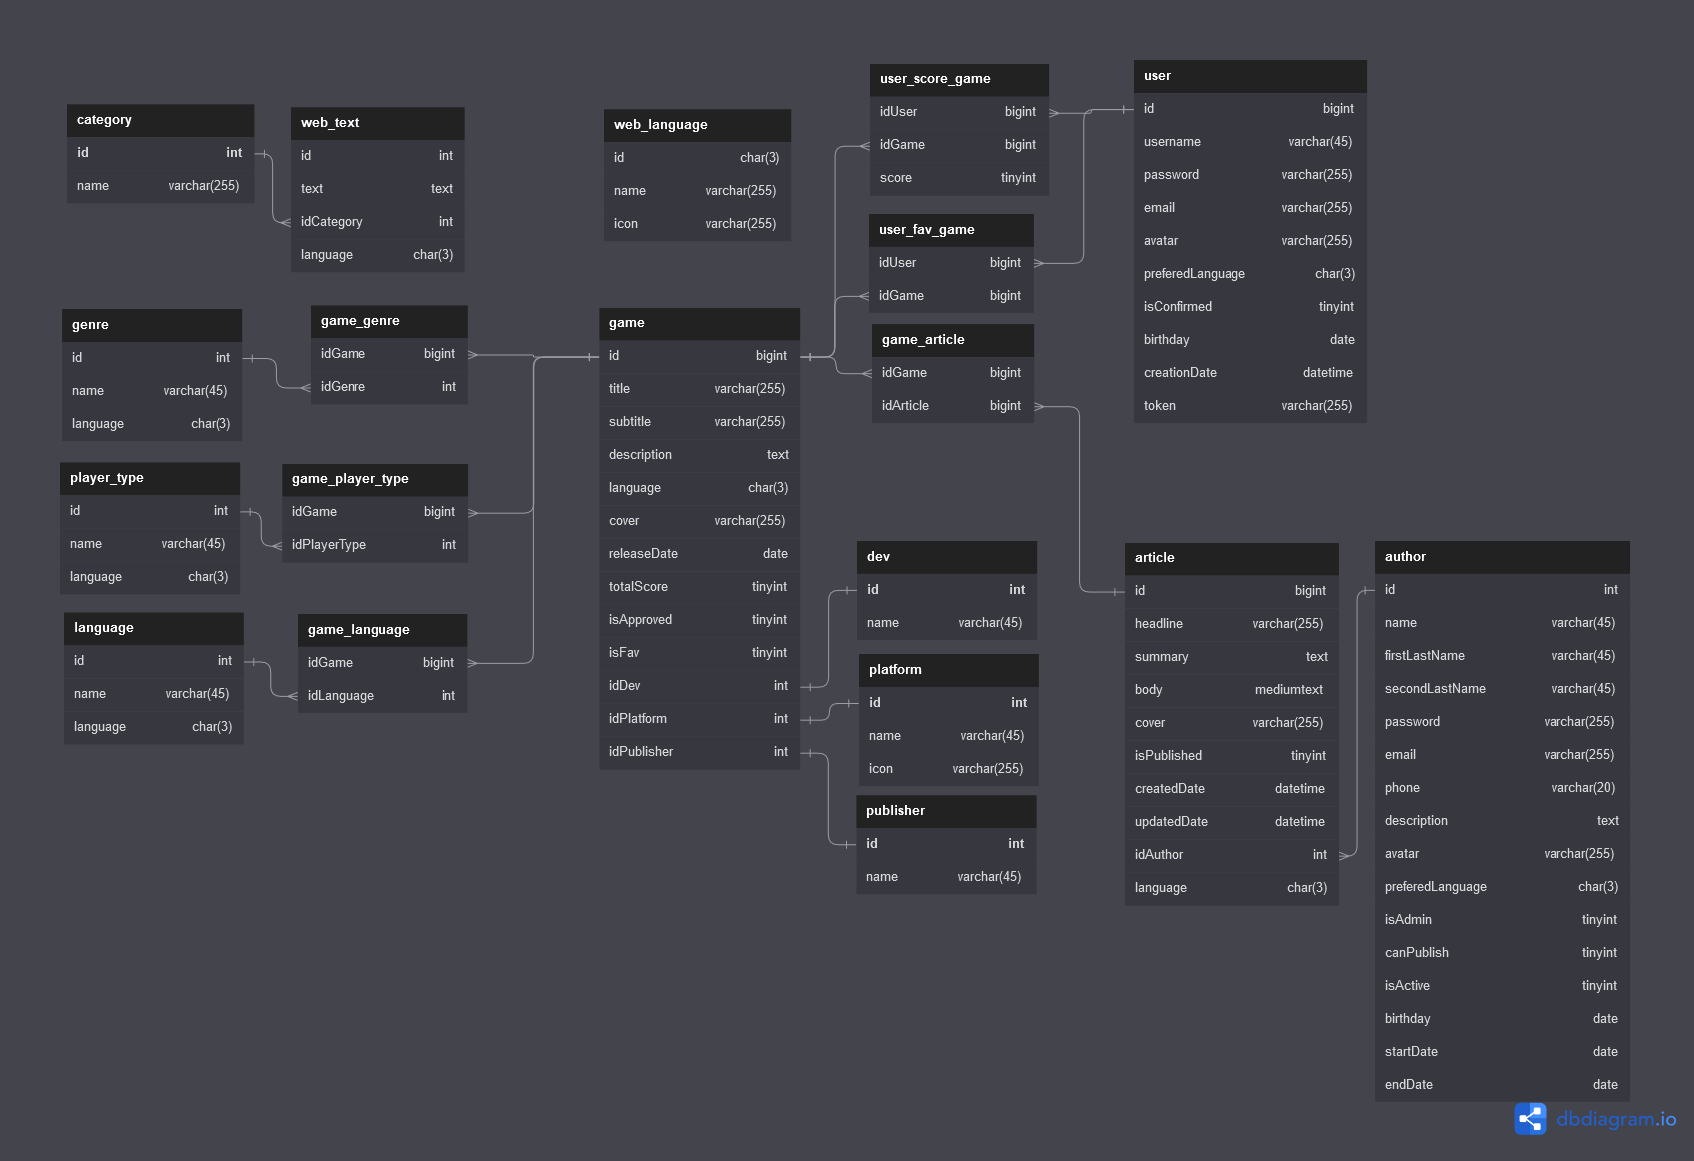 category
id int
name varchar(255)
web_text
id int
text text
idCategory int
language char(3)
web_language
id char(3)
name varchar(255)
icon varchar(255)
user_score_game
idUser bigint
idGame bigint
score tinyint
user
id bigint
username varchar(45)
password varchar(255)
email varchar(255)
avatar varchar(255)
preferedLanguage char(3)
isConfirmed tinyint
birthday date
creationDate datetime
token varchar(255)
user_fav_game
idUser bigint
idGame bigint
genre
id int
name varchar(45)
language char(3)
game_genre
idGame bigint
idGenre int
game
id bigint
title varchar(255)
subtitle varchar(255)
description text
language char(3)
cover varchar(255)
releaseDate date
totalScore tinyint
isApproved tinyint
isFav tinyint
idDev int
idPlatform int
idPublisher int
game_article
idGame bigint
idArticle bigint
player_type
id int
name varchar(45)
language char(3)
game_player_type
idGame bigint
idPlayerType int
language
id int
name varchar(45)
language char(3)
game_language
idGame bigint
idLanguage int
dev
id int
name varchar(45)
platform
id int
name varchar(45)
icon varchar(255)
publisher
id int
name varchar(45)
article
id bigint
headline varchar(255)
summary text
body mediumtext
cover varchar(255)
isPublished tinyint
createdDate datetime
updatedDate datetime
idAuthor int
language char(3)
author
id int
name varchar(45)
firstLastName varchar(45)
secondLastName varchar(45)
password varchar(255)
email varchar(255)
phone varchar(20)
description text
avatar varchar(255)
preferedLanguage char(3)
isAdmin tinyint
canPublish tinyint
isActive tinyint
birthday date
startDate date
endDate date
dbdiagram.io